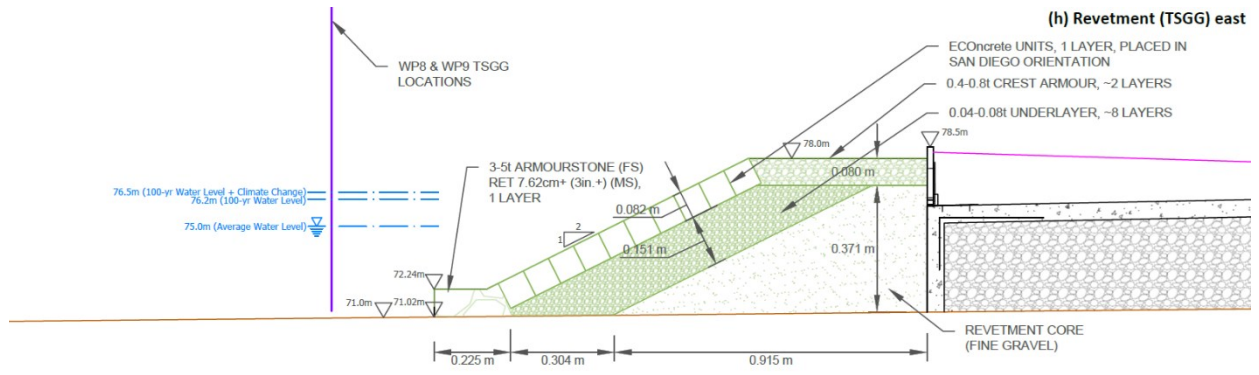 (h) Revetment (TSGG) east
ECOncrete UNITS, 1 LAYER, PLACED IN
SAN DIEGO ORIENTATION
WP8 & WP9 TSGG
LOCATIONS
0.4-0.8t CREST ARMOUR, ~2 LAYERS
0.04-0.08t UNDERLAYER, ~8 LAYERS
78.5m
78.0m
3-5t ARMOURSTONE (FS)
RET 7.62cm+ (3in.+) (MS),
1 LAYER
0.080 m
76.5m (100-yr Water Level + Climate Change)
76.2m (100-yr Water Level)
0.082 m
75.0m (Average Water Level)
2
1
0.151 m
0.371 m
72.24m
71.0m
71.02m
REVETMENT CORE
(FINE GRAVEL)
0.225 m
0.304 m
0.915 m